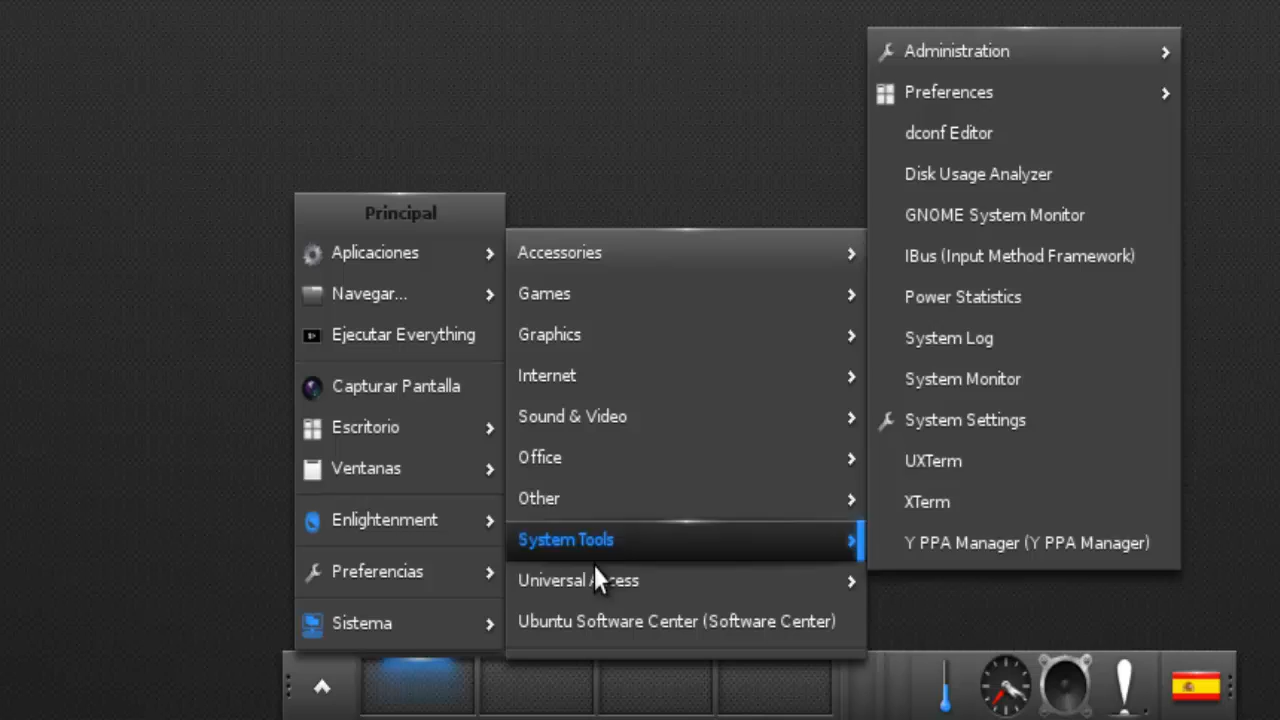 Principal
Aplicaciones
Navegar...
Ejecutar Everything
Capturar Pantalla
Escritorio
Ventanas
Enlightenment
Preferencias
Sistema
Accessories
Games
Graphics
Internet
Sound & Video
Office
Other
System Tools
Universal Access
Ubuntu Software Center (Software Center)
Administration
Preferences
dconf Editor
Disk Usage Analyzer
GNOME System Monitor
IBus (Input Method Framework)
Power Statistics
System Log
System Monitor
System Settings
UXTerm
XTerm
Y PPA Manager (Y PPA Manager)